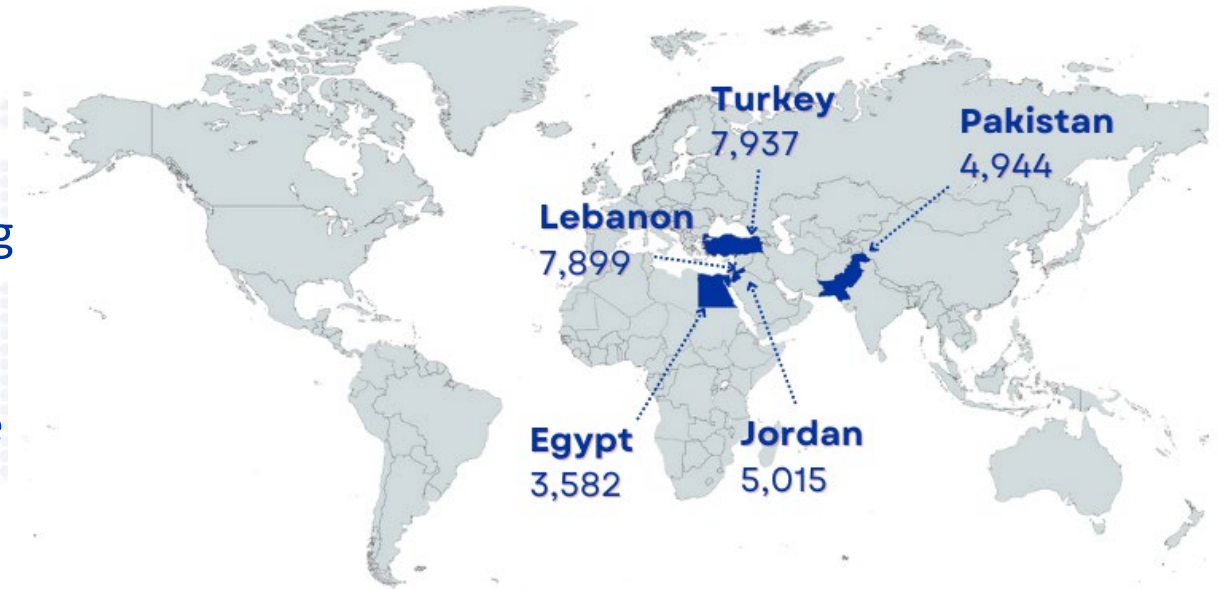 Turkey
7,937
Pakistan
4,944
Lebanon
7,899
Egypt
3,582
Jordan
5,015